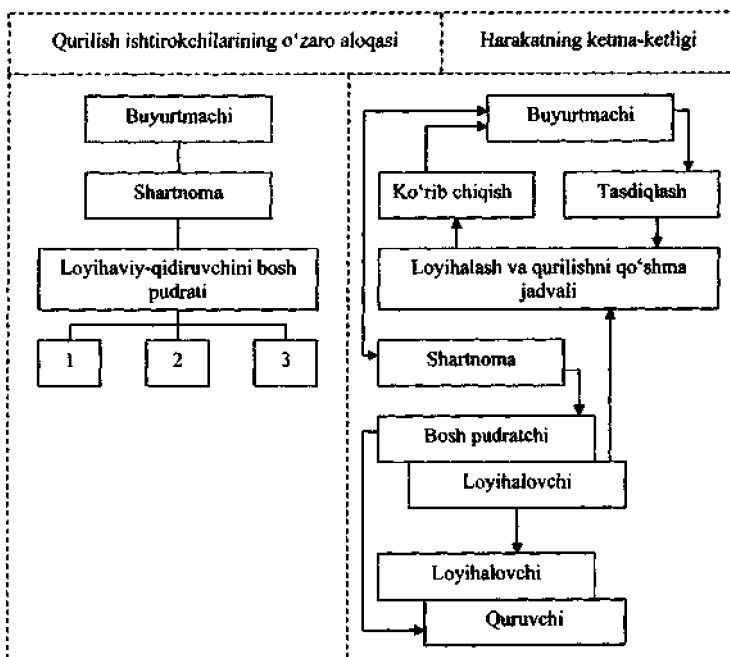 Qurilish ishtirokchilarining o‘zaro aloqasi
Harakatning ketma-ketligi
Buyurtmachi
Shartnoma
Loyihaviy-qidiruvchini bosh
pudrati
1
2
3
Buyurtmachi
Ko‘rib chiqish
Tasdiqlash
Loyihalash va qurilishni qo‘shma
jadvali
Shartnoma
Bosh pudratchi
Loyihalovchi
Loyihalovchi
Quruvchi